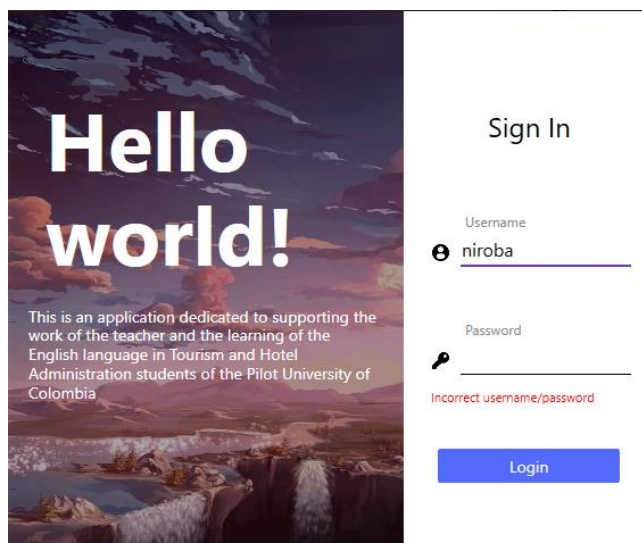 Hello
world!
This is an application dedicated to supporting the
work of the teacher and the learning of the
English language in Tourism and Hotel
Administration students of the Pilot University of
Colombia
Sign In
Username
niroba
Password
Incorrect username/password
Login